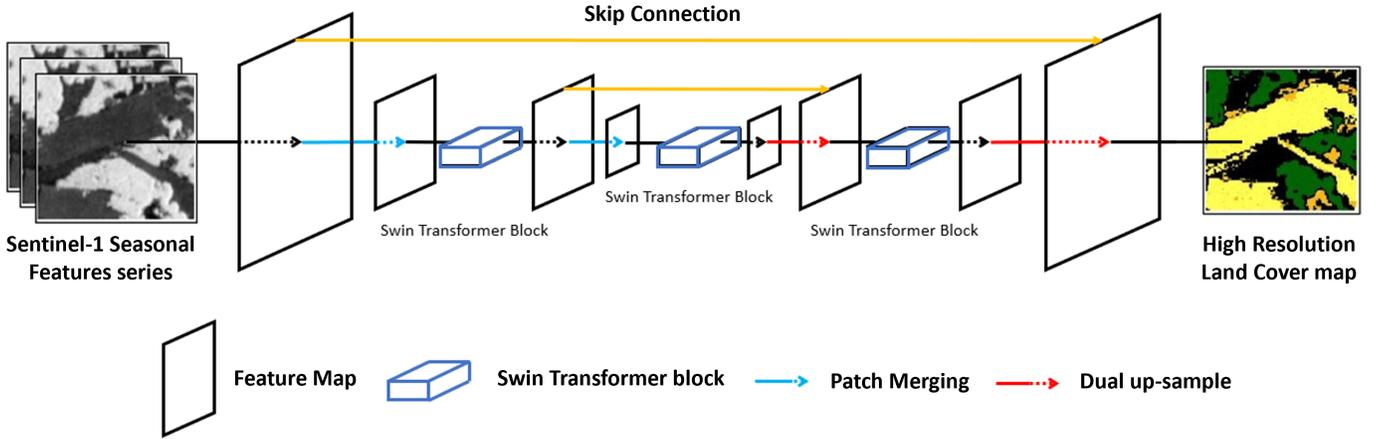 Skip Connection
Swin Transformer Block
Swin Transformer Block
Swin Transformer Block
Sentinel-1 Seasonal
Features series
High Resolution
Land Cover map
Feature Map
Swin Transformer block
Patch Merging
Dual up-sample